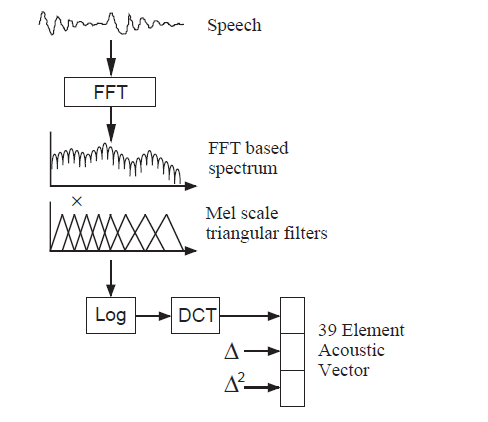 Speech
FFT
FFT based
spectrum
×
Mel scale
triangular filters
Log
DCT
39 Element
Acoustic
Vector
Δ
Δ²